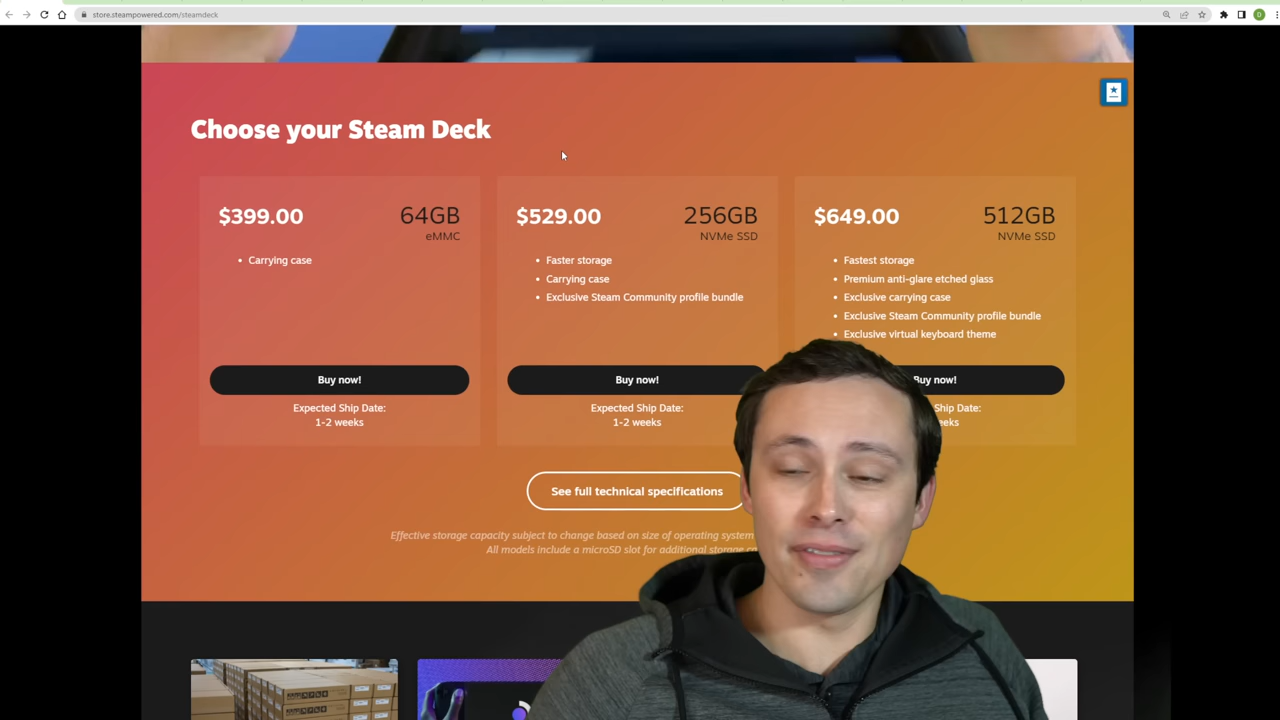 store.steampowered.com/steamdeck
D
Choose your Steam Deck
$399.00
64GB
eMMC
• Carrying case
Buy now!
Expected Ship Date:
1-2 weeks
$529.00
256GB
NVMe SSD
• Faster storage
• Carrying case
• Exclusive Steam Community profile bundle
Buy now!
Expected Ship Date:
1-2 weeks
$649.00
512GB
NVMe SSD
• Fastest storage
• Premium anti-glare etched glass
• Exclusive carrying case
• Exclusive Steam Community profile bundle
• Exclusive virtual keyboard theme
Buy now!
Ship Date:
See full technical specifications
Effective storage capacity subject to change based on size of operating system
All models include a microSD slot for additional storage